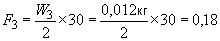 F₃ = W₃/2 × 30 = 0,012кг/2 × 30 = 0,18